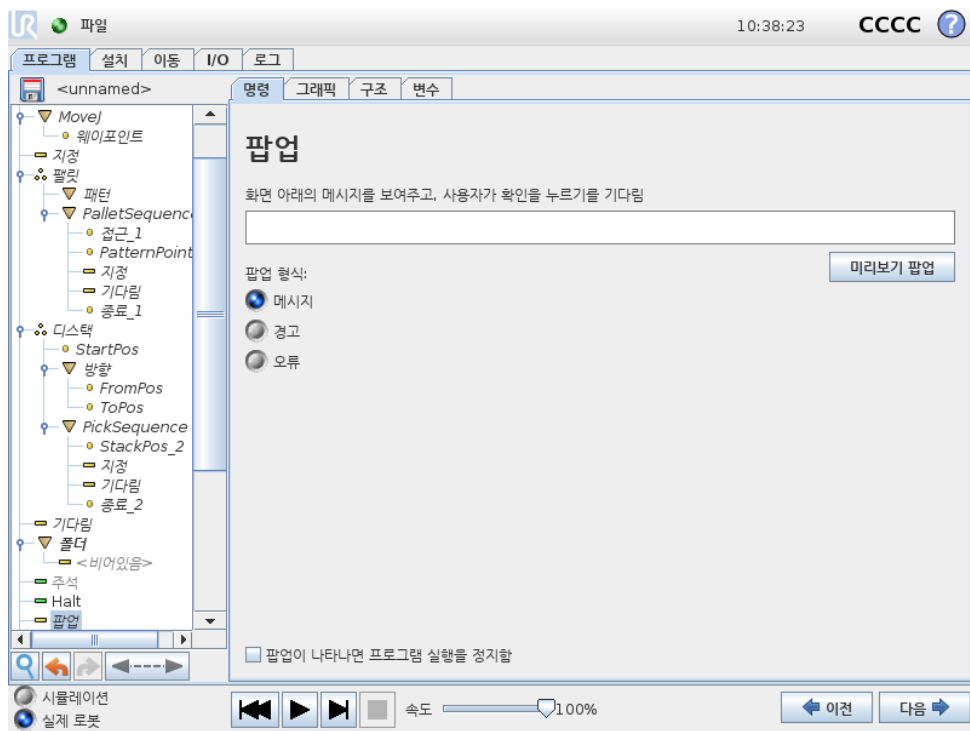 UR 파일 10:38:23 CCCC ?
프로그램 설치 이동 I/O 로그
<unnamed>
명령 그래픽 구조 변수
MoveJ
웨이포인트
지정
팔릿
패턴
PalletSequenc
접근_1
PatternPoint
지정
기다림
종료_1
디스택
StartPos
방향
FromPos
ToPos
PickSequence
StackPos_2
지정
기다림
종료_2
기다림
폴더
<비어있음>
주석
Halt
팝업
팝업
화면 아래의 메시지를 보여주고, 사용자가 확인을 누르기를 기다림
미리보기 팝업
팝업 형식:
메시지
경고
오류
팝업이 나타나면 프로그램 실행을 정지함
시뮬레이션
실제 로봇
속도 100%
이전 다음